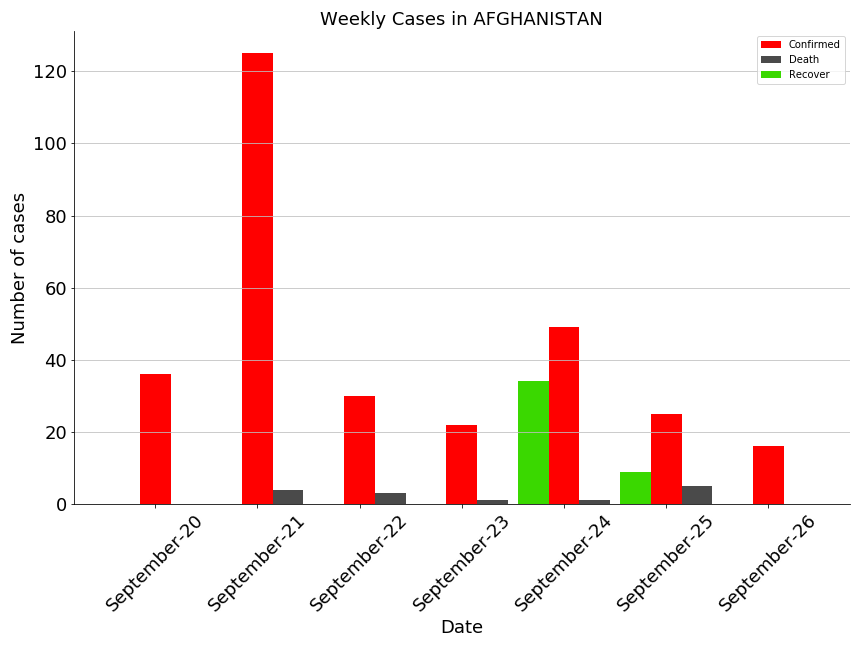 Weekly Cases in AFGHANISTAN
Confirmed
Death
Recover
120
100
80
60
40
20
0
Number of cases
September-20
September-21
September-22
September-23
September-24
September-25
September-26
Date